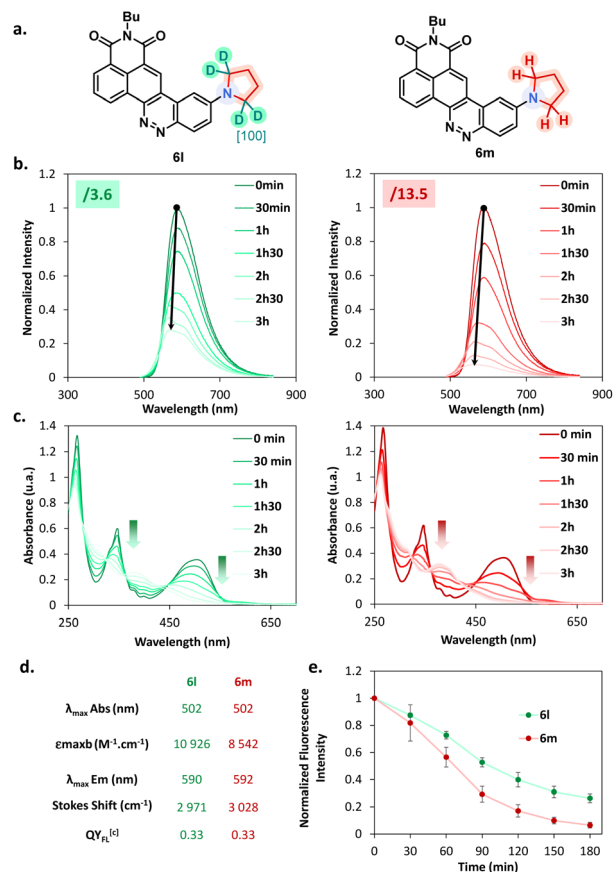 a.
Bu
O N O
D
D
N
D
D
N=N
[100]
6l
Bu
O N O
H
H
N
H
H
N=N
6m
b.
/3.6
Normalized Intensity
1.2
1
0.8
0.6
0.4
0.2
0
300 500 700 900
Wavelength (nm)
0min
30min
1h
1h30
2h
2h30
3h
/13.5
Normalized Intensity
1.2
1
0.8
0.6
0.4
0.2
0
300 500 700 900
Wavelength (nm)
0min
30min
1h
1h30
2h
2h30
3h
c.
Absorbance (u.a.)
1.4
1.2
1
0.8
0.6
0.4
0.2
0
250 450 650
Wavelength (nm)
0 min
30 min
1h
1h30
2h
2h30
3h
Absorbance (u.a.)
1.4
1.2
1
0.8
0.6
0.4
0.2
0
250 450 650
Wavelength (nm)
0 min
30 min
1h
1h30
2h
2h30
3h
d.
6l 6m
λmax Abs (nm) 502 502
εmaxb (M-1.cm-1) 10 926 8 542
λmax Em (nm) 590 592
Stokes Shift (cm-1) 2 971 3 028
QYFL[c] 0.33 0.33
e.
Normalized Fluorescence
Intensity
1.2
1
0.8
0.6
0.4
0.2
0
0 30 60 90 120 150 180
Time (min)
6l
6m